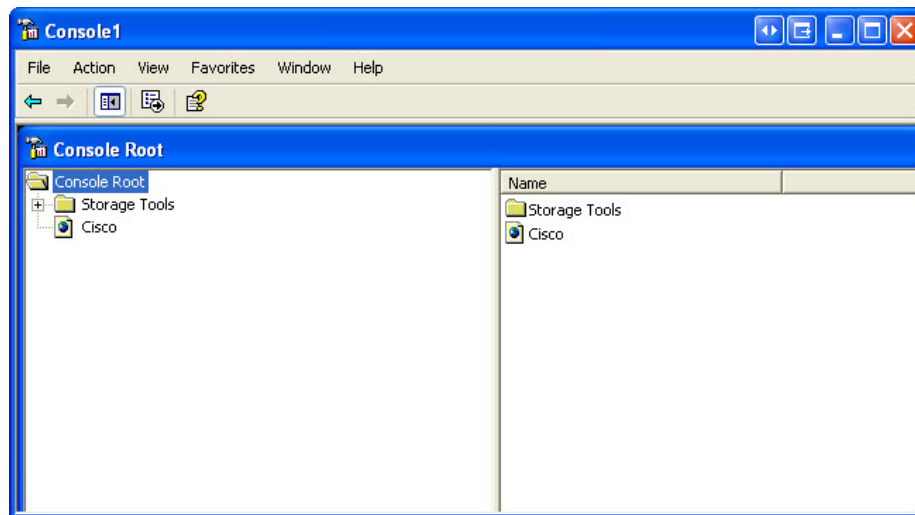 Console1
File Action View Favorites Window Help
Console Root
Console Root
Storage Tools
Cisco
Name
Storage Tools
Cisco